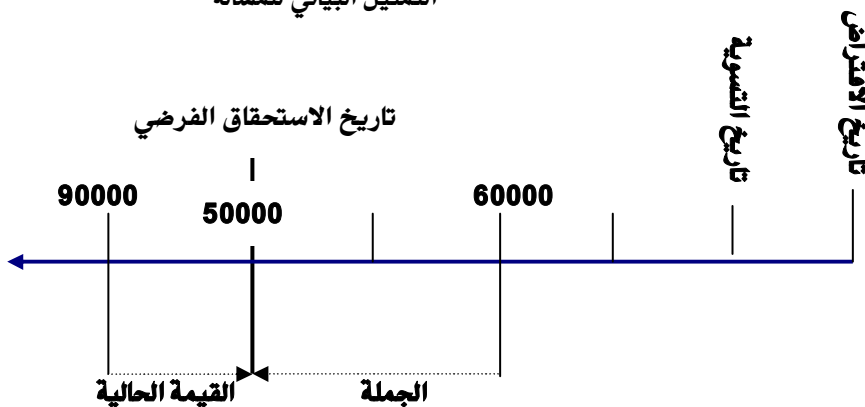 التمثيل البياني للمسألة
تاريخ الاقتراض
تاريخ التسوية
تاريخ الاستحقاق الفرضي
60000
50000
90000
الجملة
القيمة الحالية